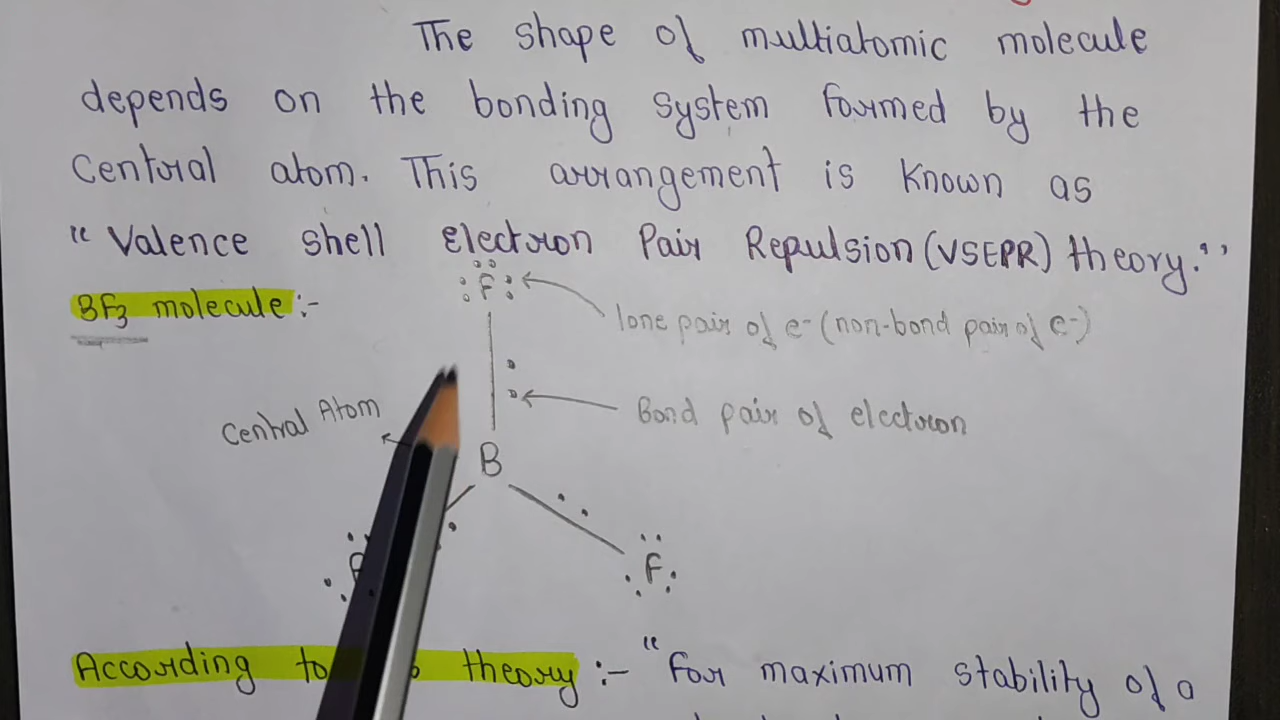 The shape of multiatomic molecule
depends on the bonding system formed by the
Central atom. This arrangement is known as
“Valence shell Electron Pair Repulsion (VSEPR) theory.”
BF3 molecule:-
F
lone pair of e- (non-bond pair of e-)
Central Atom
Bond pair of electron
B
F
According to theory :- “For maximum stability of a